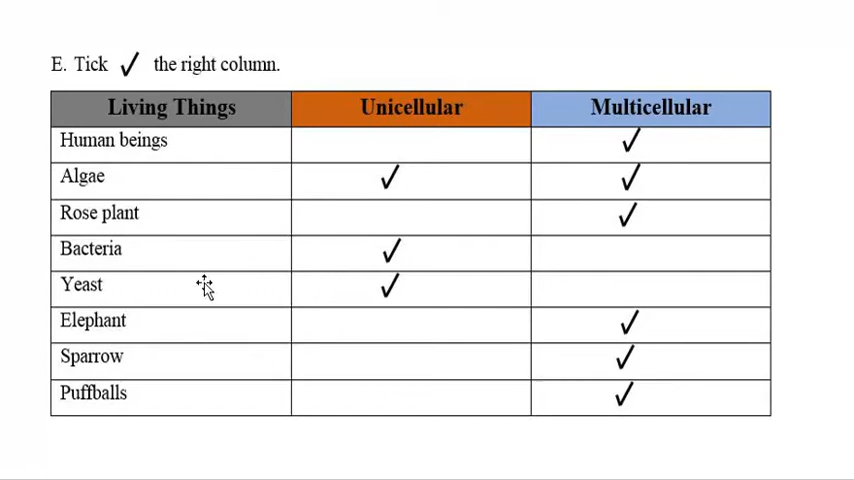 E. Tick ✓ the right column.
Living Things Unicellular Multicellular
Human beings ✓
Algae ✓ ✓
Rose plant ✓
Bacteria ✓
Yeast ✓
Elephant ✓
Sparrow ✓
Puffballs ✓